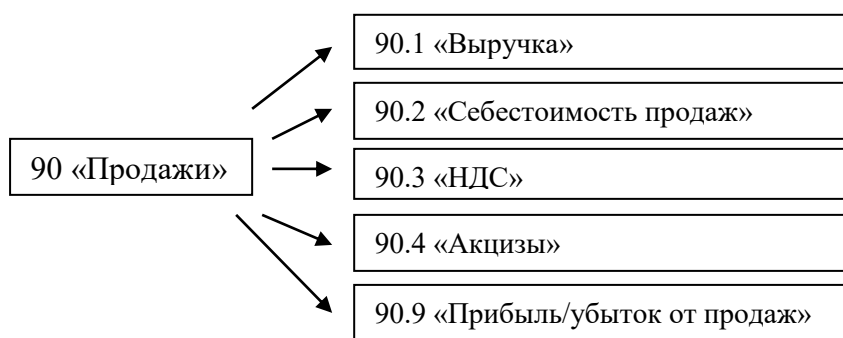 90.1 «Выручка»
90.2 «Себестоимость продаж»
90 «Продажи»
90.3 «НДС»
90.4 «Акцизы»
90.9 «Прибыль/убыток от продаж»